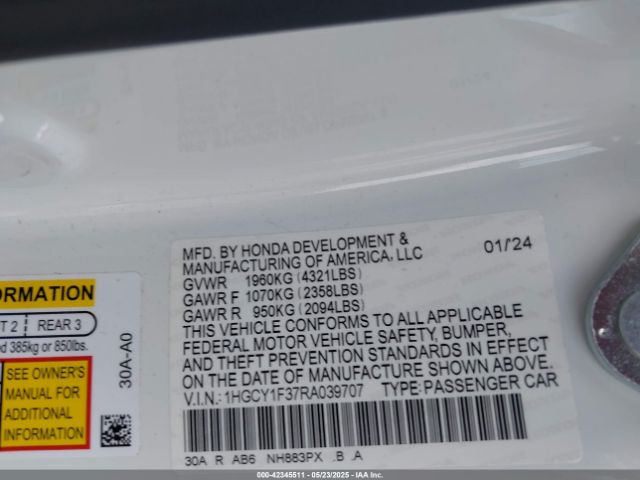 MFD. BY HONDA DEVELOPMENT &
MANUFACTURING OF AMERICA, LLC 01/24
GVWR 1960KG (4321LBS)
GAWR F 1070KG (2358LBS)
GAWR R 950KG (2094LBS)
THIS VEHICLE CONFORMS TO ALL APPLICABLE
FEDERAL MOTOR VEHICLE SAFETY, BUMPER,
AND THEFT PREVENTION STANDARDS IN EFFECT
ON THE DATE OF MANUFACTURE SHOWN ABOVE.
V.I.N.: 1HGCY1F37RA039707 TYPE: PASSENGER CAR
30A R AB6 NH883PX .B .A
2 REAR 3
385kg or 850lbs.
SEE OWNER'S
MANUAL FOR
ADDITIONAL
INFORMATION
30A-A0
000-42345511 - 05/23/2025 - IAA Inc.